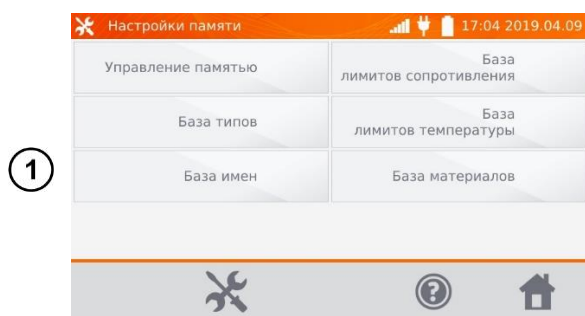 Настройки памяти
17:04 2019.04.09
Управление памятью
База
лимитов сопротивления
База типов
База
лимитов температуры
1
База имен
База материалов
?